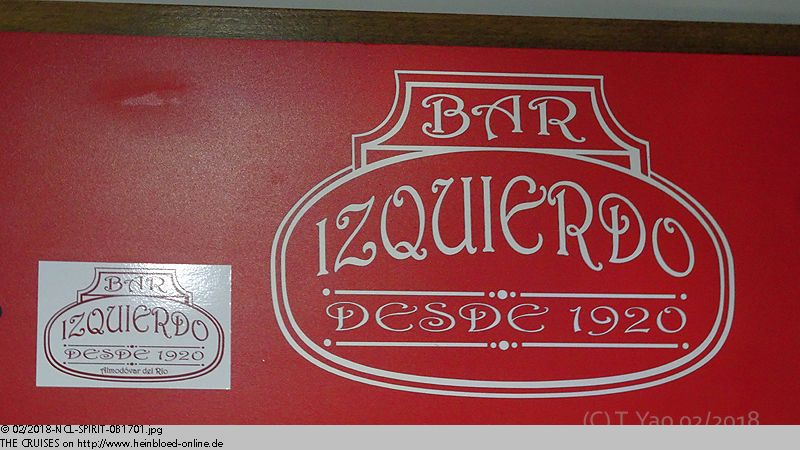 BAR
IZQUIERDO
DESDE 1920
BAR
IZQUIERDO
DESDE 1920
Almodóvar del Río
(C) T. Yao 02/2018
© 02/2018-NCL-SPIRIT-081701.jpg
THE CRUISES on http://www.heinbloed-online.de